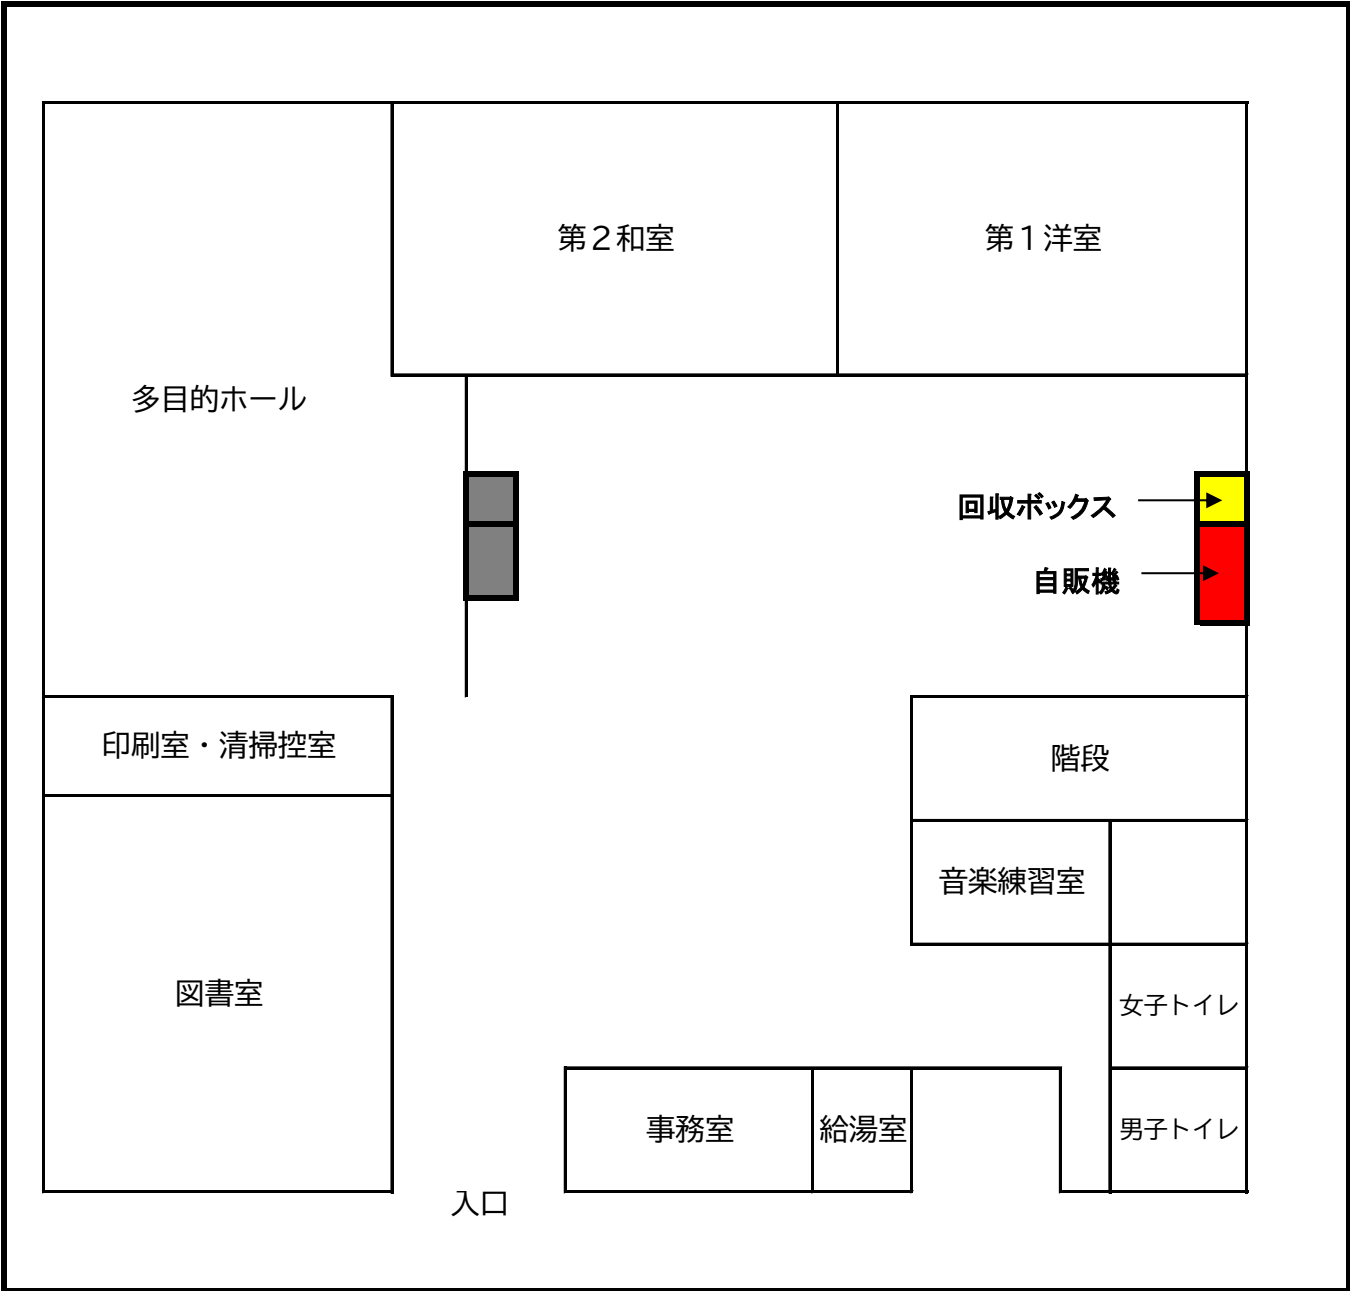 第２和室
第１洋室
多目的ホール
回収ボックス
自販機
印刷室・清掃控室
階段
音楽練習室
図書室
女子トイレ
事務室
給湯室
男子トイレ
入口